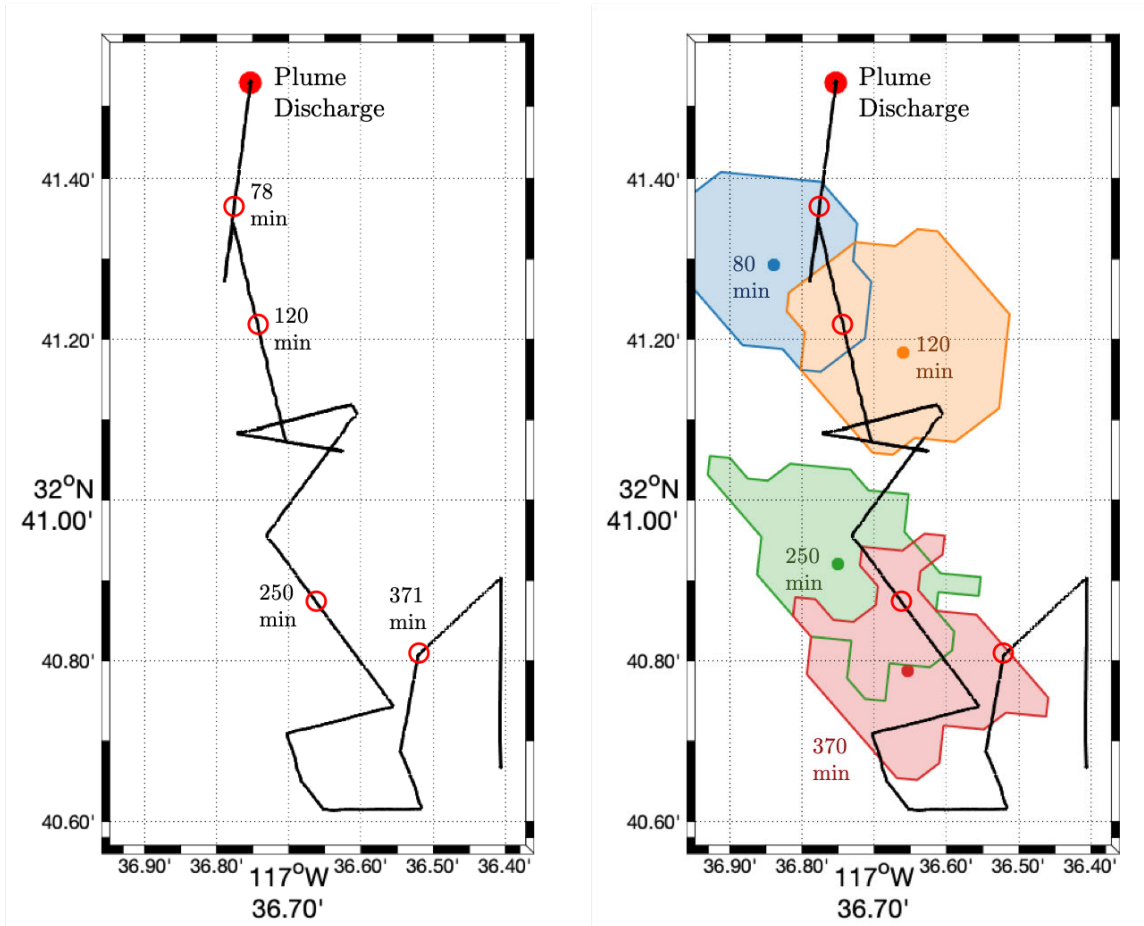 Plume
Discharge
41.40'
78
min
120
min
41.20'
32°N
41.00'
250
min
371
min
40.80'
40.60'
36.90'
36.80'
117°W
36.70'
36.60'
36.50'
36.40'
Plume
Discharge
41.40'
80
min
41.20'
120
min
32°N
41.00'
250
min
40.80'
370
min
40.60'
36.90'
36.80'
117°W
36.70'
36.60'
36.50'
36.40'